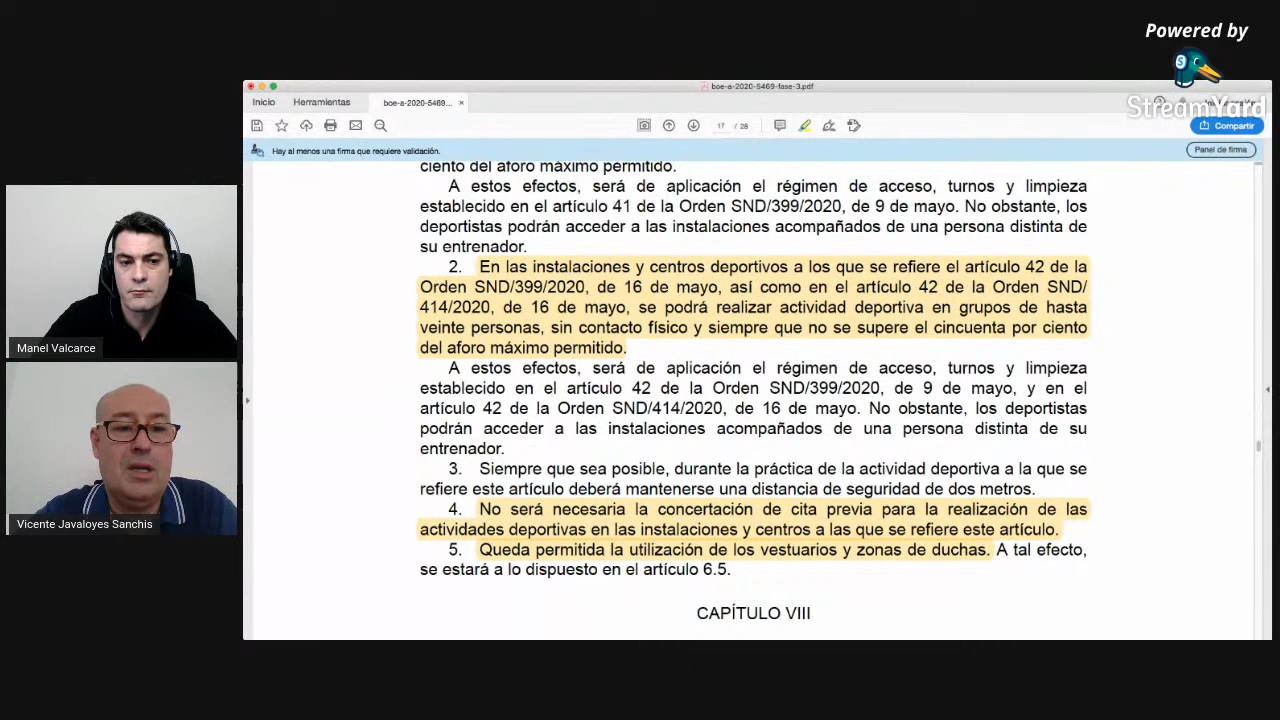 Powered by
StreamYard
boe-a-2020-5469-fase-3.pdf
Inicio
Herramientas
boe-a-2020-5469... ×
17 / 28
Compartir
Hay al menos una firma que requiere validación.
Panel de firma
ciento del aforo máximo permitido.
A estos efectos, será de aplicación el régimen de acceso, turnos y limpieza
establecido en el artículo 41 de la Orden SND/399/2020, de 9 de mayo. No obstante, los
deportistas podrán acceder a las instalaciones acompañados de una persona distinta de
su entrenador.
2. En las instalaciones y centros deportivos a los que se refiere el artículo 42 de la
Orden SND/399/2020, de 16 de mayo, así como en el artículo 42 de la Orden SND/
414/2020, de 16 de mayo, se podrá realizar actividad deportiva en grupos de hasta
veinte personas, sin contacto físico y siempre que no se supere el cincuenta por ciento
del aforo máximo permitido.
A estos efectos, será de aplicación el régimen de acceso, turnos y limpieza
establecido en el artículo 42 de la Orden SND/399/2020, de 9 de mayo, y en el
artículo 42 de la Orden SND/414/2020, de 16 de mayo. No obstante, los deportistas
podrán acceder a las instalaciones acompañados de una persona distinta de su
entrenador.
3. Siempre que sea posible, durante la práctica de la actividad deportiva a la que se
refiere este artículo deberá mantenerse una distancia de seguridad de dos metros.
4. No será necesaria la concertación de cita previa para la realización de las
actividades deportivas en las instalaciones y centros a las que se refiere este artículo.
5. Queda permitida la utilización de los vestuarios y zonas de duchas. A tal efecto,
se estará a lo dispuesto en el artículo 6.5.
CAPÍTULO VIII
Manel Valcarce
Vicente Javaloyes Sanchis